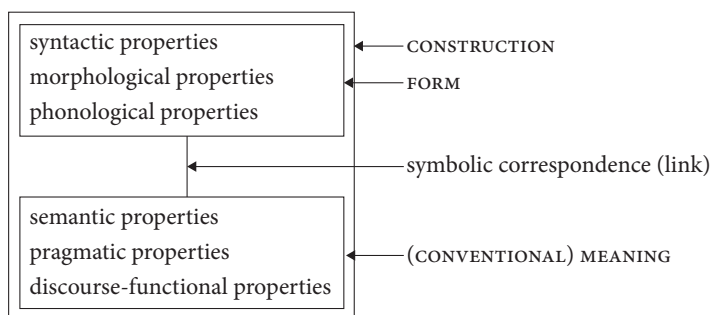 syntactic properties
CONSTRUCTION
morphological properties
FORM
phonological properties
symbolic correspondence (link)
semantic properties
pragmatic properties
(CONVENTIONAL) MEANING
discourse-functional properties